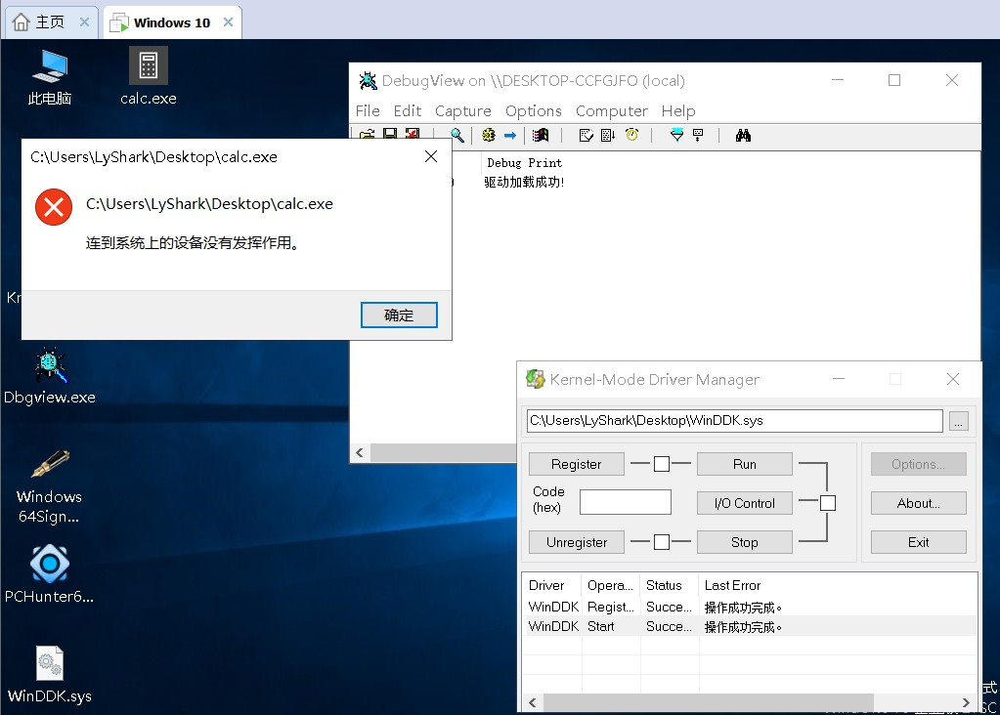 主页
Windows 10
此电脑
calc.exe
DebugView on \\DESKTOP-CCFGJFO (local)
File Edit Capture Options Computer Help
Debug Print
驱动加载成功!
C:\Users\LyShark\Desktop\calc.exe
C:\Users\LyShark\Desktop\calc.exe
连到系统上的设备没有发挥作用。
确定
Kr
Dbgview.exe
Windows
64Sign...
PCHunter6...
WinDDK.sys
Kernel-Mode Driver Manager
C:\Users\LyShark\Desktop\WinDDK.sys
...
Register
Run
Options...
Code
(hex)
I/O Control
About...
Unregister
Stop
Exit
Driver Opera... Status Last Error
WinDDK Regist... Succe... 操作成功完成。
WinDDK Start Succe... 操作成功完成。
式
SC